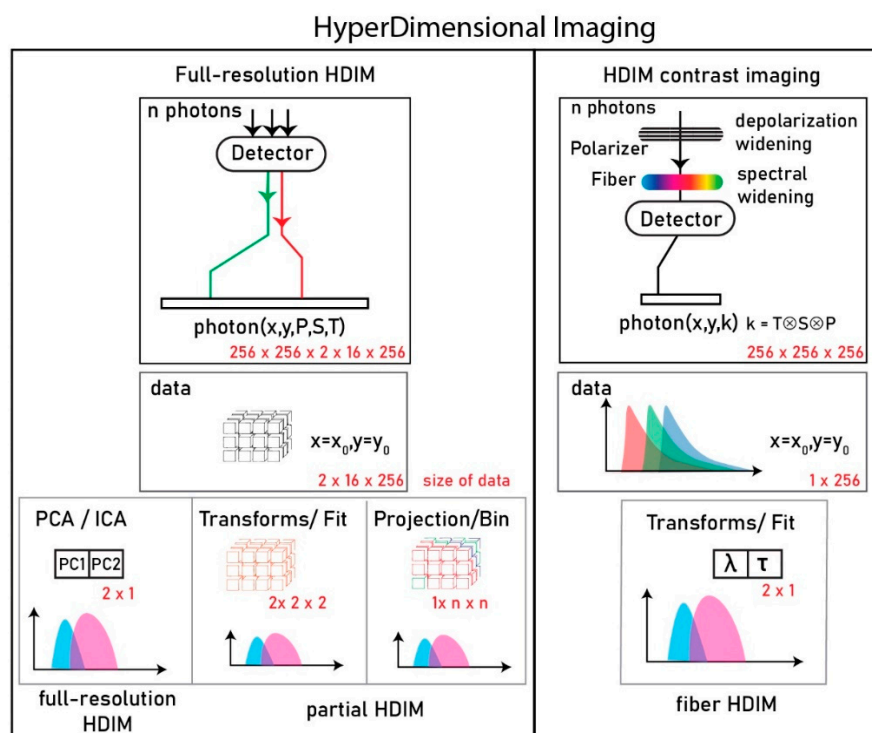 HyperDimensional Imaging
Full-resolution HDIM
n photons
Detector
photon(x,y,P,S,T)
256 x 256 x 2 x 16 x 256
data
x=x₀,y=y₀
2 x 16 x 256
size of data
PCA / ICA
PC1 PC2
2 x 1
Transforms/ Fit
2x 2 x 2
Projection/Bin
1x n x n
full-resolution
HDIM
partial HDIM
HDIM contrast imaging
n photons
Polarizer
depolarization
widening
Fiber
spectral
widening
Detector
photon(x,y,k) k = T⊗S⊗P
256 x 256 x 256
data
x=x₀,y=y₀
1 x 256
Transforms/ Fit
λ τ
2 x 1
fiber HDIM